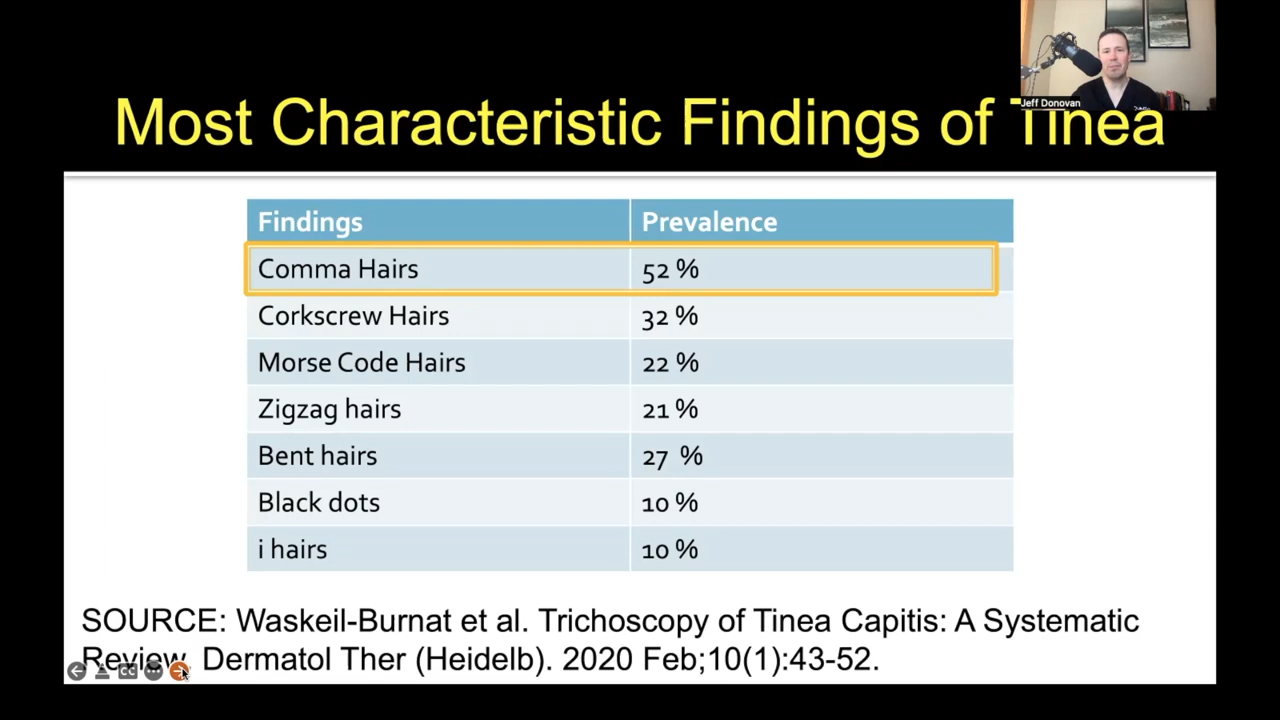 Jeff Donovan
Most Characteristic Findings of Tinea
Findings Prevalence
Comma Hairs 52 %
Corkscrew Hairs 32 %
Morse Code Hairs 22 %
Zigzag hairs 21 %
Bent hairs 27 %
Black dots 10 %
i hairs 10 %
SOURCE: Waskeil-Burnat et al. Trichoscopy of Tinea Capitis: A Systematic
Review. Dermatol Ther (Heidelb). 2020 Feb;10(1):43-52.
CC